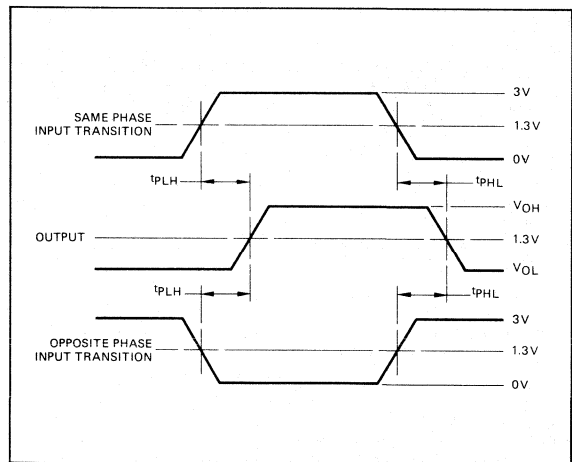 3V
SAME PHASE
INPUT TRANSITION
1.3V
0V
tPLH
tPHL
VOH
OUTPUT
1.3V
VOL
tPLH
tPHL
3V
OPPOSITE PHASE
INPUT TRANSITION
1.3V
0V